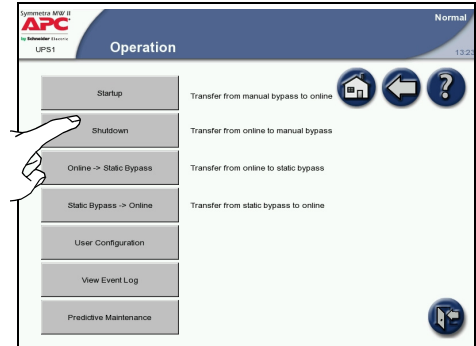 Symmetra MW II
APC
by Schneider Electric
UPS1
Operation
Normal
13:23
Startup
Transfer from manual bypass to online
Shutdown
Transfer from online to manual bypass
Online -> Static Bypass
Transfer from online to static bypass
Static Bypass -> Online
Transfer from static bypass to online
User Configuration
View Event Log
Predictive Maintenance
?